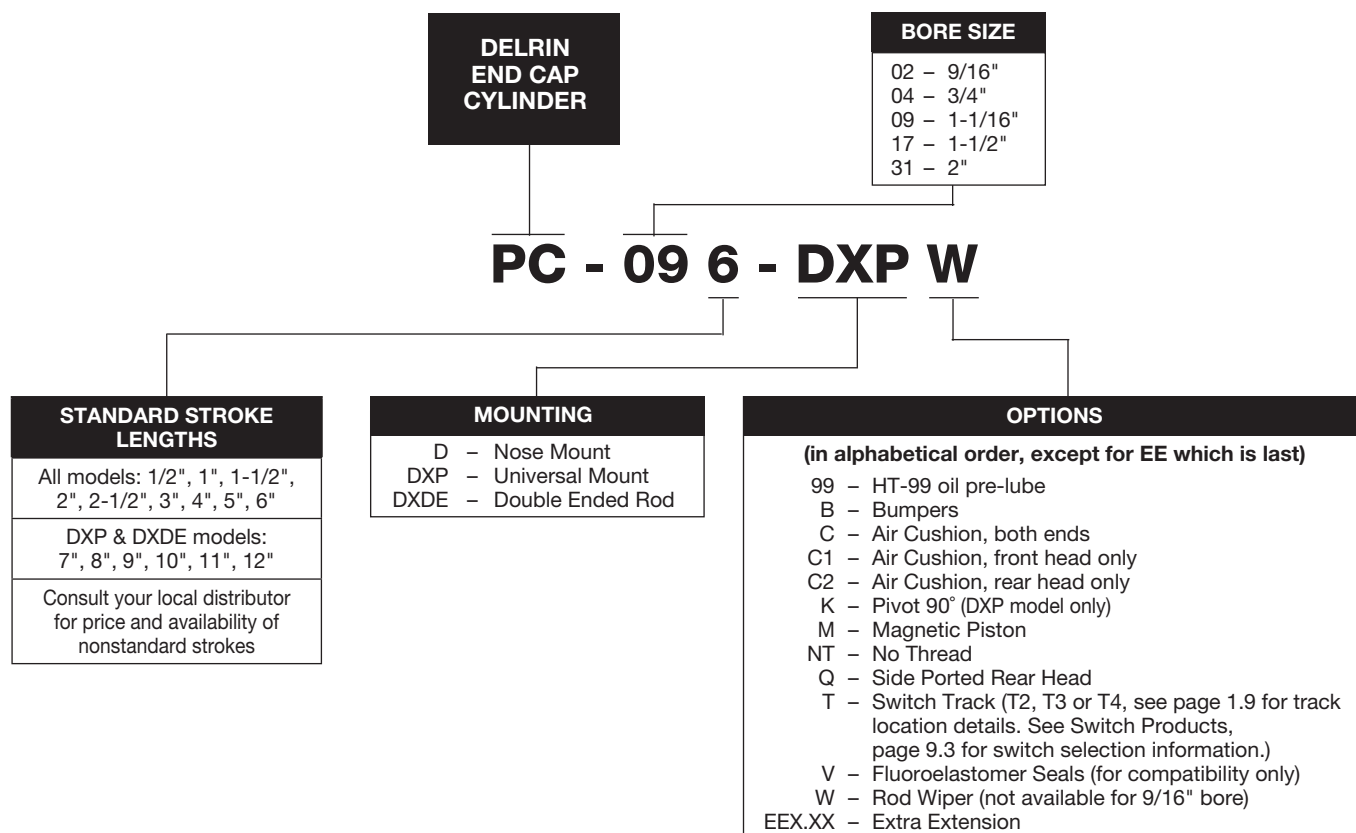 DELRIN
END CAP
CYLINDER
BORE SIZE
02 – 9/16"
04 – 3/4"
09 – 1-1/16"
17 – 1-1/2"
31 – 2"
PC - 09 6 - DXP W
STANDARD STROKE
LENGTHS
All models: 1/2", 1", 1-1/2",
2", 2-1/2", 3", 4", 5", 6"
DXP & DXDE models:
7", 8", 9", 10", 11", 12"
Consult your local distributor
for price and availability of
nonstandard strokes
MOUNTING
D – Nose Mount
DXP – Universal Mount
DXDE – Double Ended Rod
OPTIONS
(in alphabetical order, except for EE which is last)
99 – HT-99 oil pre-lube
B – Bumpers
C – Air Cushion, both ends
C1 – Air Cushion, front head only
C2 – Air Cushion, rear head only
K – Pivot 90° (DXP model only)
M – Magnetic Piston
NT – No Thread
Q – Side Ported Rear Head
T – Switch Track (T2, T3 or T4, see page 1.9 for track
location details. See Switch Products,
page 9.3 for switch selection information.)
V – Fluoroelastomer Seals (for compatibility only)
W – Rod Wiper (not available for 9/16" bore)
EEX.XX – Extra Extension